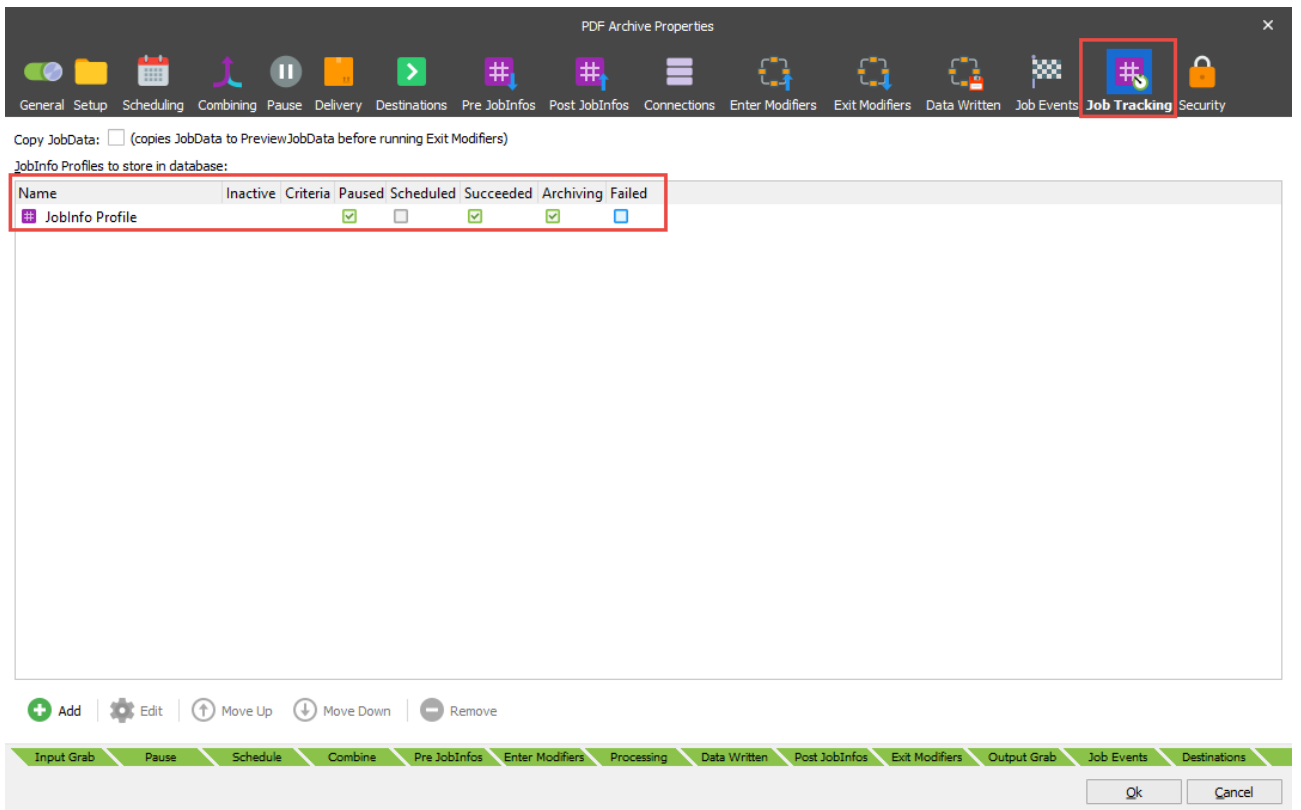 PDF Archive Properties
General Setup Scheduling Combining Pause Delivery Destinations Pre JobInfos Post JobInfos Connections Enter Modifiers Exit Modifiers Data Written Job Events Job Tracking Security
Copy JobData: (copies JobData to PreviewJobData before running Exit Modifiers)
JobInfo Profiles to store in database:
Name Inactive Criteria Paused Scheduled Succeeded Archiving Failed
JobInfo Profile
Add Edit Move Up Move Down Remove
Input Grab Pause Schedule Combine Pre JobInfos Enter Modifiers Processing Data Written Post JobInfos Exit Modifiers Output Grab Job Events Destinations
Ok Cancel